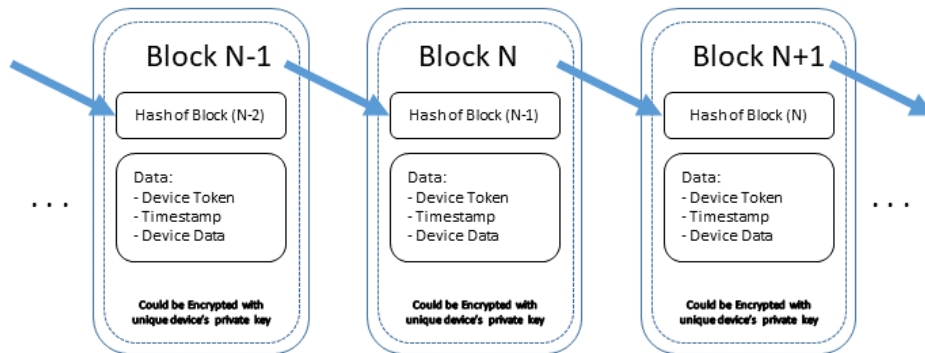 Block N-1
Hash of Block (N-2)
Data:
- Device Token
- Timestamp
- Device Data
Could be Encrypted with
unique device's private key
Block N
Hash of Block (N-1)
Data:
- Device Token
- Timestamp
- Device Data
Could be Encrypted with
unique device's private key
Block N+1
Hash of Block (N)
Data:
- Device Token
- Timestamp
- Device Data
Could be Encrypted with
unique device's private key